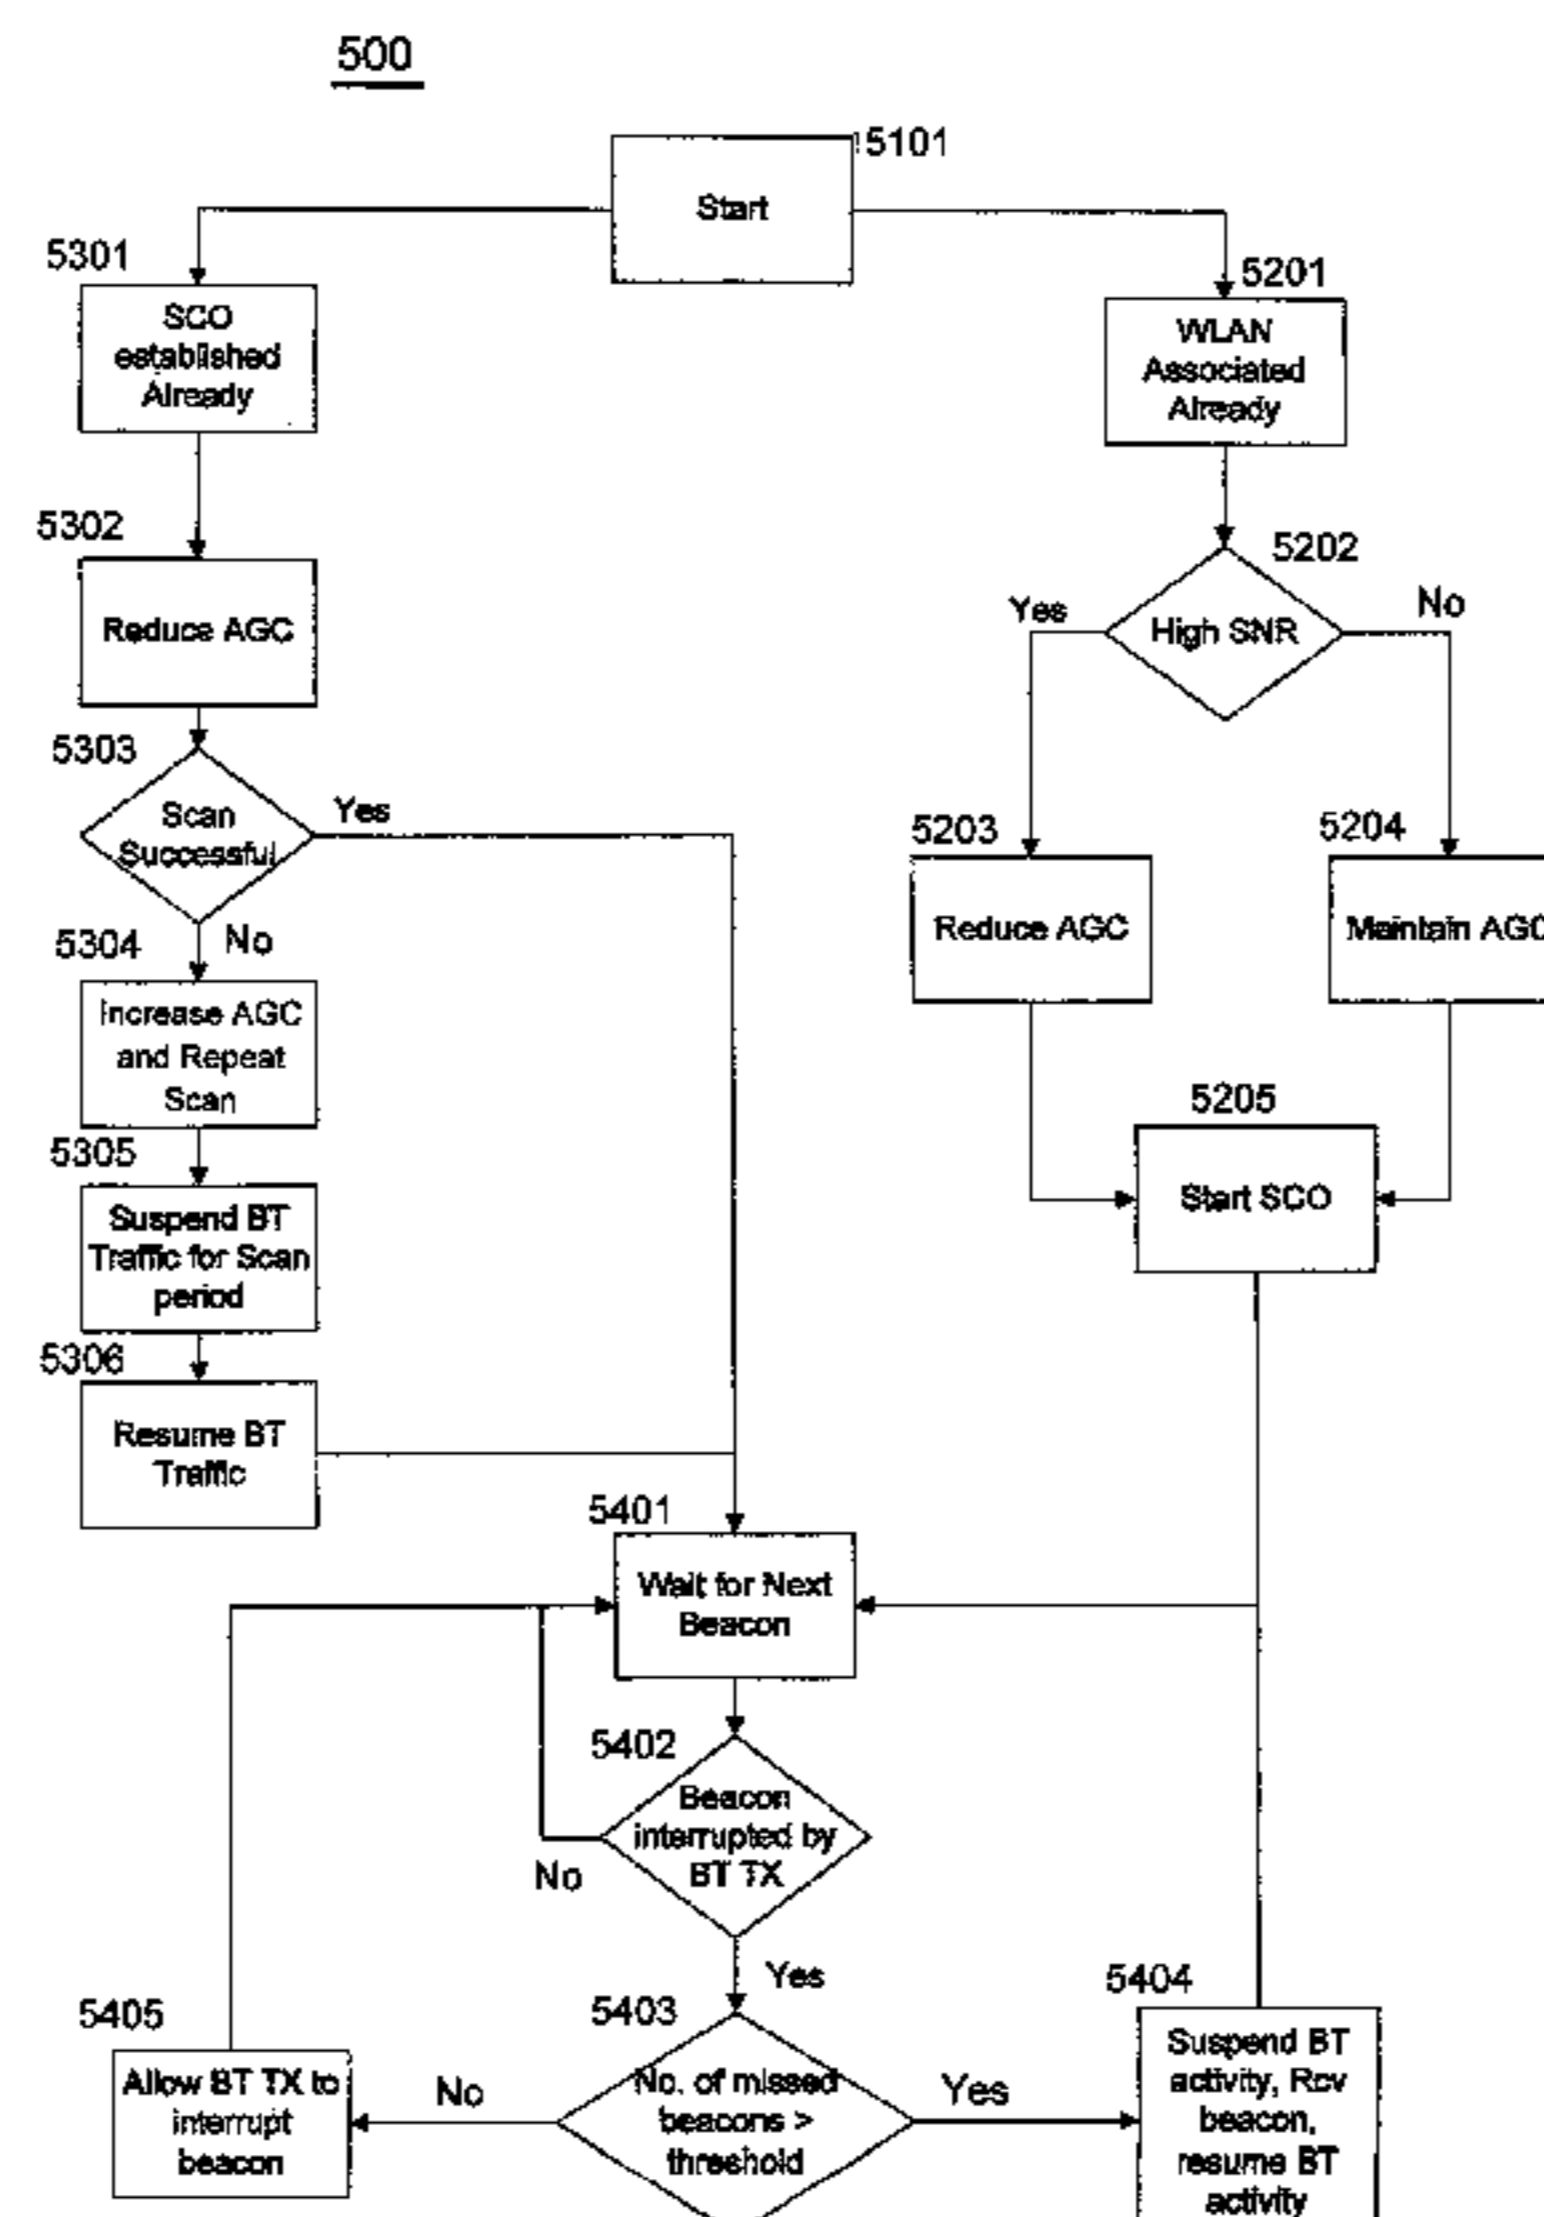 500
5101
Start
5301
SCO
established
Already
5201
WLAN
Associated
Already
5302
Reduce AGC
5202
High SNR
Yes
No
5303
Scan
Successful
Yes
No
5203
Reduce AGC
5204
Maintain AGC
5304
Increase AGC
and Repeat
Scan
5205
Start SCO
5305
Suspend BT
Traffic for Scan
period
5306
Resume BT
Traffic
5401
Wait for Next
Beacon
5402
Beacon
interrupted by
BT TX
No
Yes
5403
No. of missed
beacons >
threshold
No
Yes
5405
Allow BT TX to
interrupt
beacon
5404
Suspend BT
activity, Rcv
beacon,
resume BT
activity